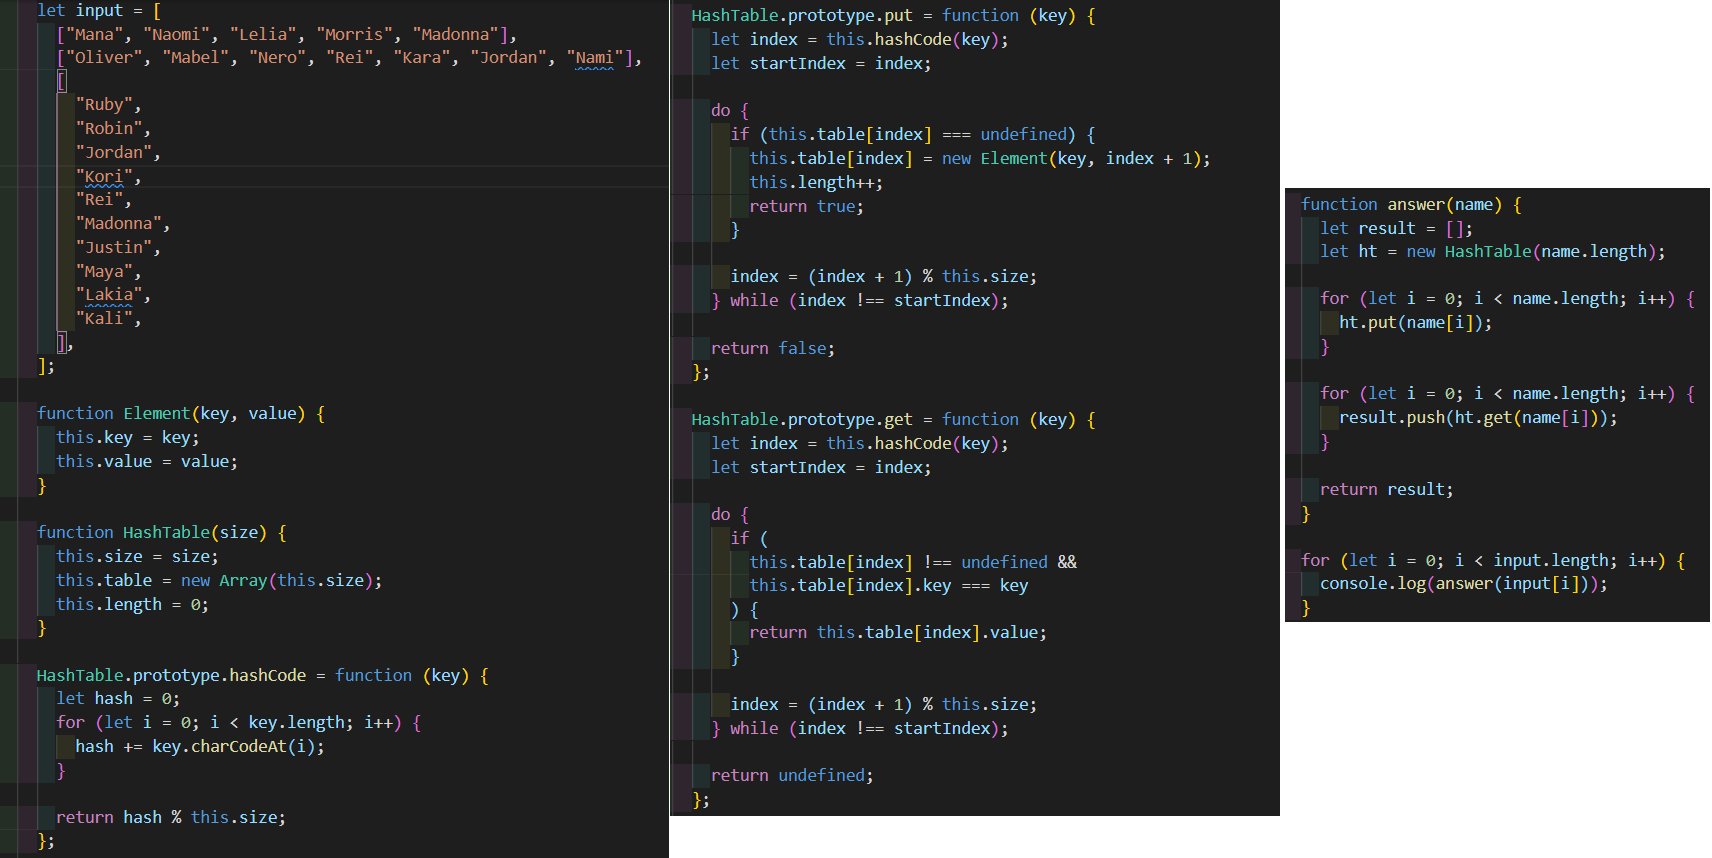 let input = [
["Mana", "Naomi", "Lelia", "Morris", "Madonna"],
["Oliver", "Mabel", "Nero", "Rei", "Kara", "Jordan", "Nami"],
[
"Ruby",
"Robin",
"Jordan",
"Kori",
"Rei",
"Madonna",
"Justin",
"Maya",
"Lakia",
"Kali",
],
];
function Element(key, value) {
this.key = key;
this.value = value;
}
function HashTable(size) {
this.size = size;
this.table = new Array(this.size);
this.length = 0;
}
HashTable.prototype.hashCode = function (key) {
let hash = 0;
for (let i = 0; i < key.length; i++) {
hash += key.charCodeAt(i);
}
return hash % this.size;
};
HashTable.prototype.put = function (key) {
let index = this.hashCode(key);
let startIndex = index;
do {
if (this.table[index] === undefined) {
this.table[index] = new Element(key, index + 1);
this.length++;
return true;
}
index = (index + 1) % this.size;
} while (index !== startIndex);
return false;
};
HashTable.prototype.get = function (key) {
let index = this.hashCode(key);
let startIndex = index;
do {
if (
this.table[index] !== undefined &&
this.table[index].key === key
) {
return this.table[index].value;
}
index = (index + 1) % this.size;
} while (index !== startIndex);
return undefined;
};
function answer(name) {
let result = [];
let ht = new HashTable(name.length);
for (let i = 0; i < name.length; i++) {
ht.put(name[i]);
}
for (let i = 0; i < name.length; i++) {
result.push(ht.get(name[i]));
}
return result;
}
for (let i = 0; i < input.length; i++) {
console.log(answer(input[i]));
}